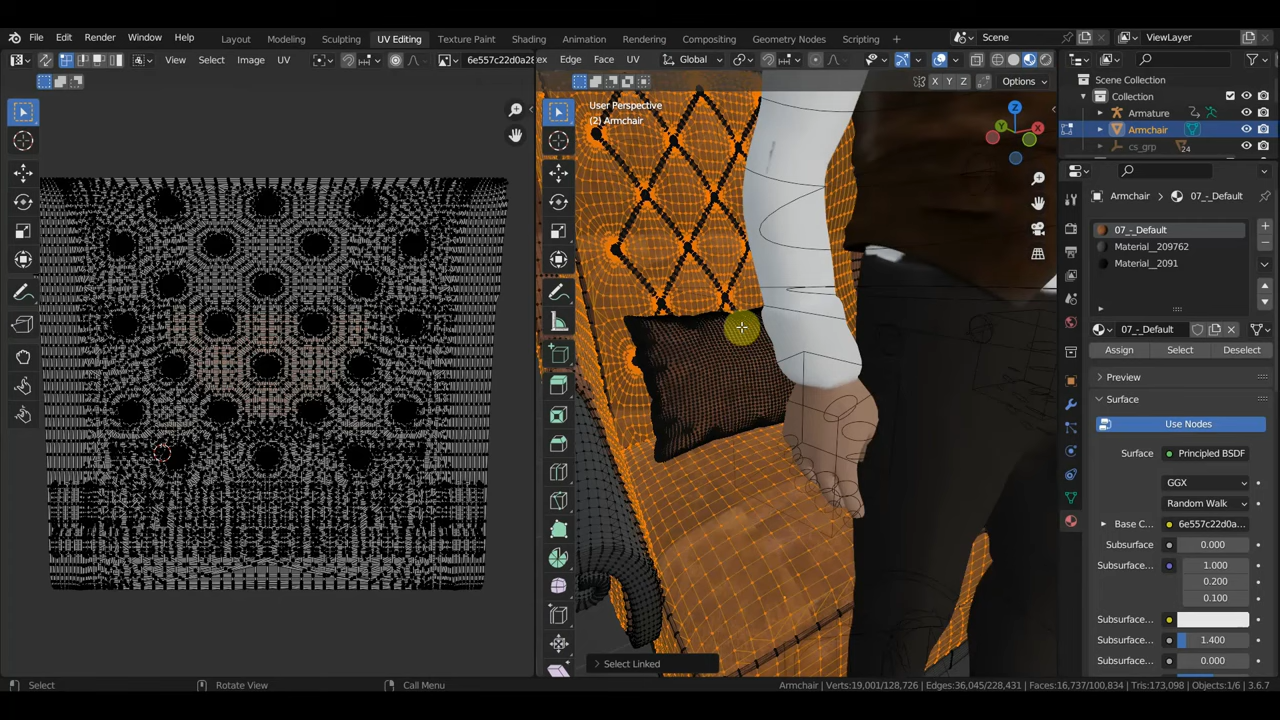 File Edit Render Window Help Layout Modeling Sculpting UV Editing Texture Paint Shading Animation Rendering Compositing Geometry Nodes Scripting Scene ViewLayer
View Select Image UV 6e557c22d0a28 Edge Face UV Global
X Y Z Options
Scene Collection
Collection
Armature
Armchair
cs_grp 24
User Perspective
(2) Armchair
Z
Y X
Armchair 07_-_Default
07_-_Default
Material_209762
Material__2091
07_-_Default
Assign Select Deselect
Preview
Surface
Use Nodes
Surface Principled BSDF
GGX
Random Walk
Base C... 6e557c22d0a...
Subsurface 0.000
Subsurface... 1.000
0.200
0.100
Subsurface...
Subsurface... 1.400
Subsurface... 0.000
Select Linked
Select Rotate View Call Menu Armchair | Verts:19,001/128,726 | Edges:36,045/228,431 | Faces:16,737/100,834 | Tris:173,098 | Objects:1/6 | 3.6.7